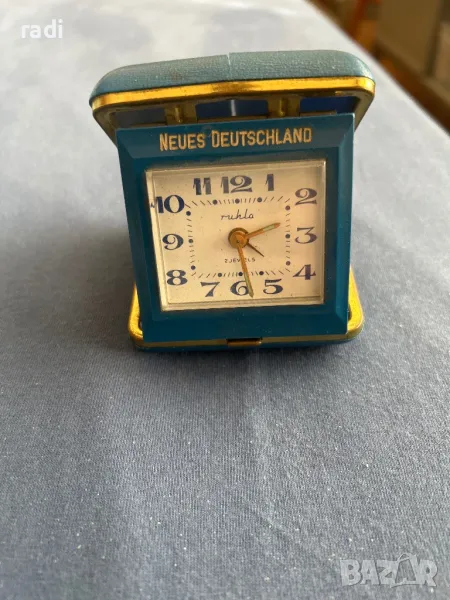 radi
NEUES DEUTSCHLAND
11 12 1
10 2
ruhla
9 3
2 JEWELS
8 4
7 6 5
BAZAR